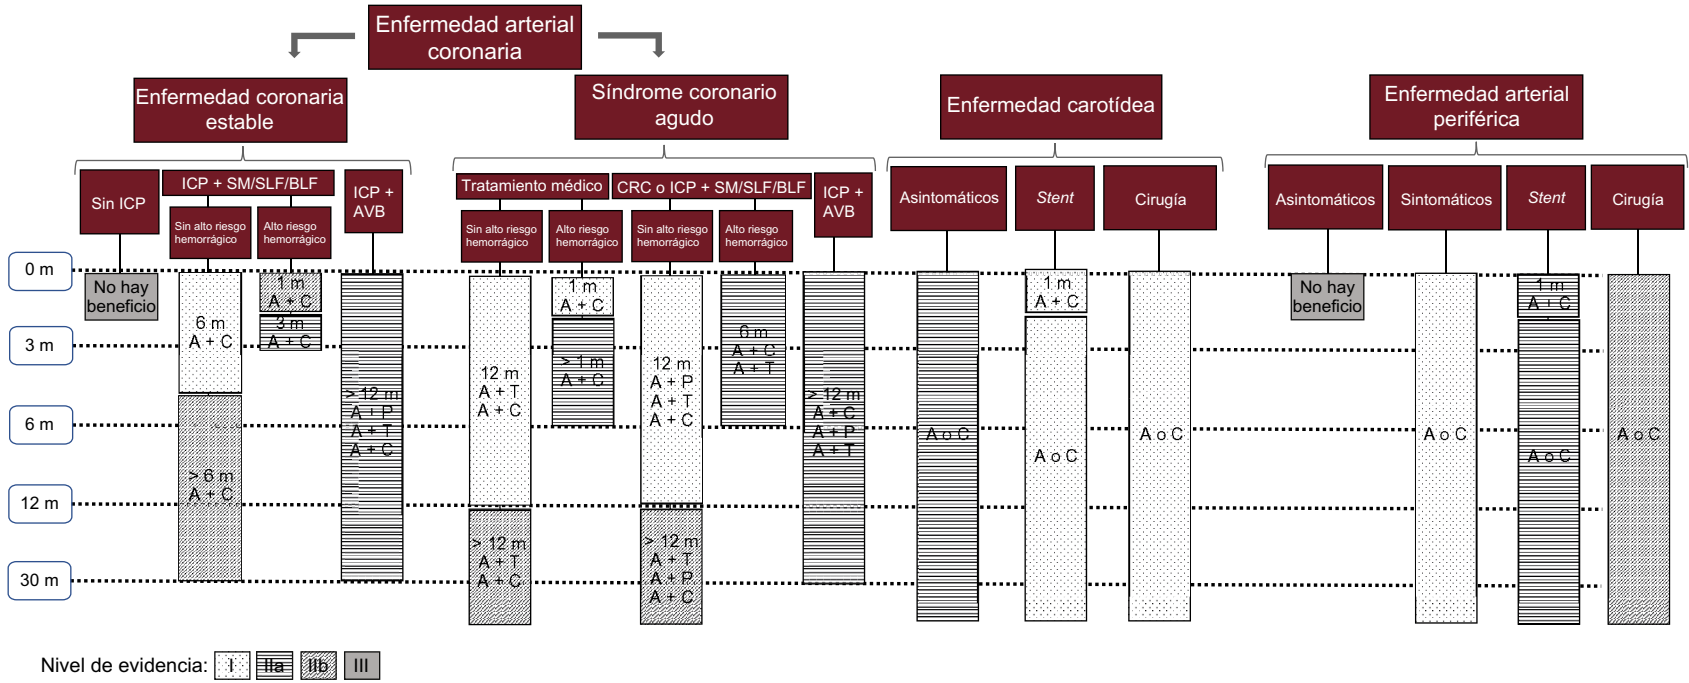 Enfermedad arterial
coronaria
Enfermedad coronaria
estable
Síndrome coronario
agudo
Enfermedad carotídea
Enfermedad arterial
periférica
Sin ICP
ICP + SM/SLF/BLF
Sin alto riesgo
hemorrágico
Alto riesgo
hemorrágico
ICP +
AVB
Tratamiento médico
Sin alto riesgo
hemorrágico
Alto riesgo
hemorrágico
CRC o ICP + SM/SLF/BLF
Sin alto riesgo
hemorrágico
Alto riesgo
hemorrágico
ICP +
AVB
Asintomáticos
Stent
Cirugía
Asintomáticos
Sintomáticos
Stent
Cirugía
0 m
3 m
6 m
12 m
30 m
No hay
beneficio
6 m
A + C
> 6 m
A + C
1 m
A + C
3 m
A + C
> 12 m
A + P
A + T
A + C
12 m
A + T
A + C
> 12 m
A + T
A + C
1 m
A + C
> 1 m
A + C
12 m
A + P
A + T
A + C
> 12 m
A + T
A + P
A + C
6 m
A + C
A + T
> 12 m
A + C
A + P
A + T
A o C
1 m
A + C
A o C
A o C
No hay
beneficio
A o C
1 m
A + C
A o C
A o C
Nivel de evidencia: I IIa IIb III